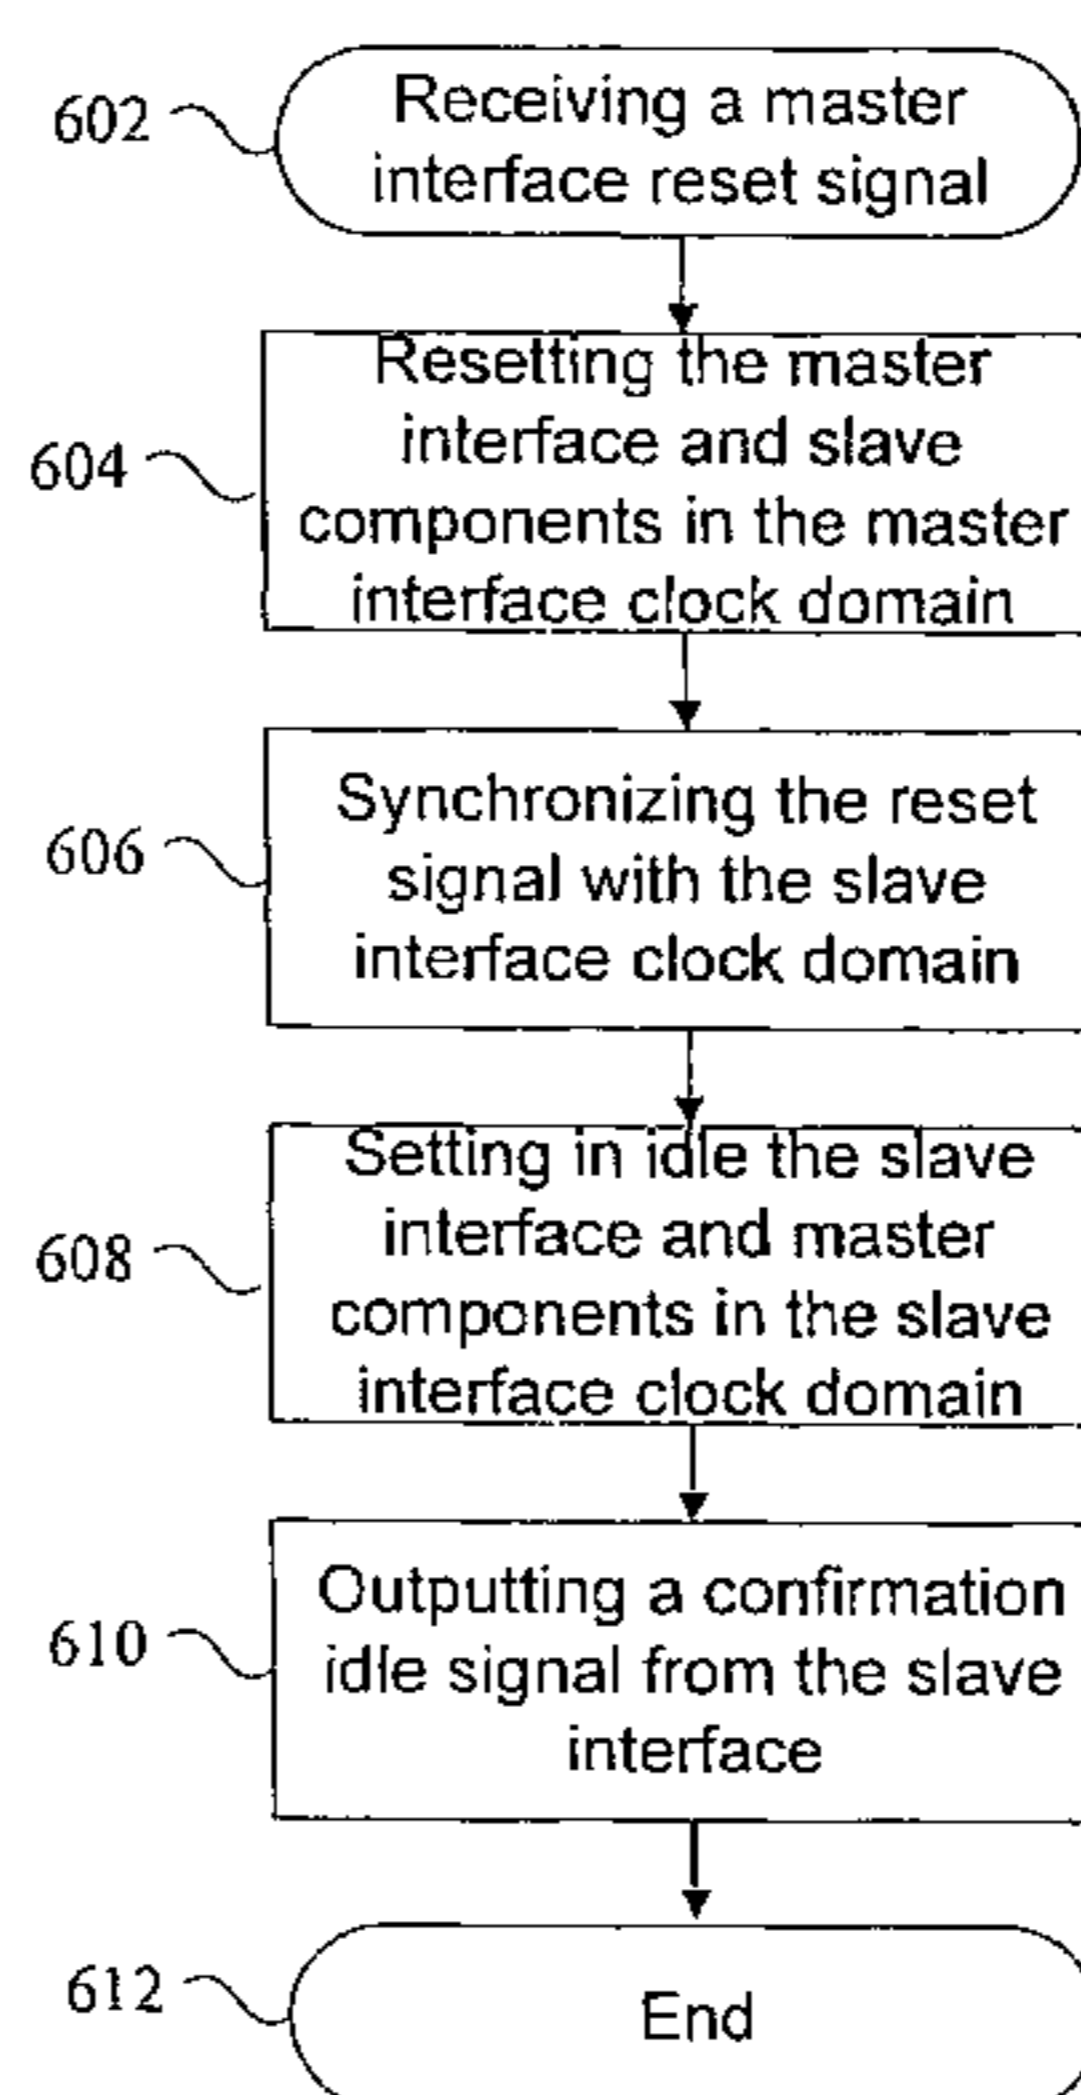 602
Receiving a master
interface reset signal
604
Resetting the master
interface and slave
components in the master
interface clock domain
606
Synchronizing the reset
signal with the slave
interface clock domain
608
Setting in idle the slave
interface and master
components in the slave
interface clock domain
610
Outputting a confirmation
idle signal from the slave
interface
612
End